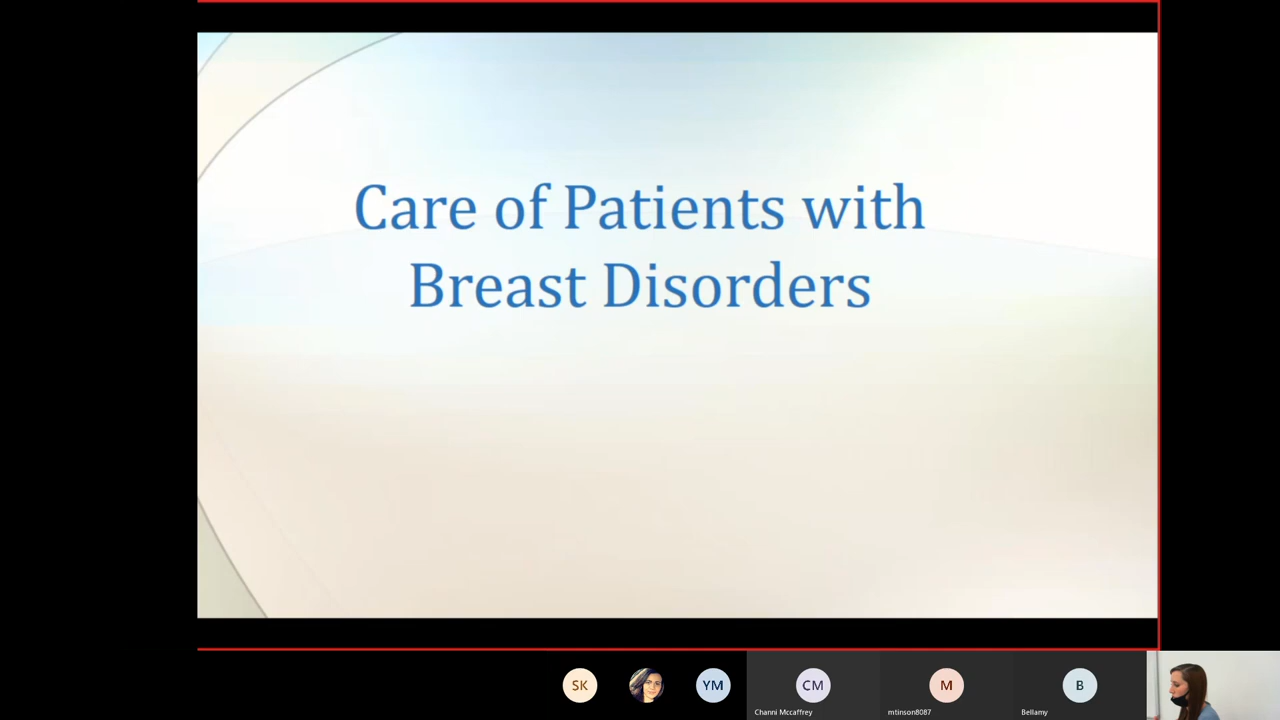 Care of Patients with
Breast Disorders
SK
YM
CM
M
B
Channi Mccaffrey
mtinson8087
Bellamy